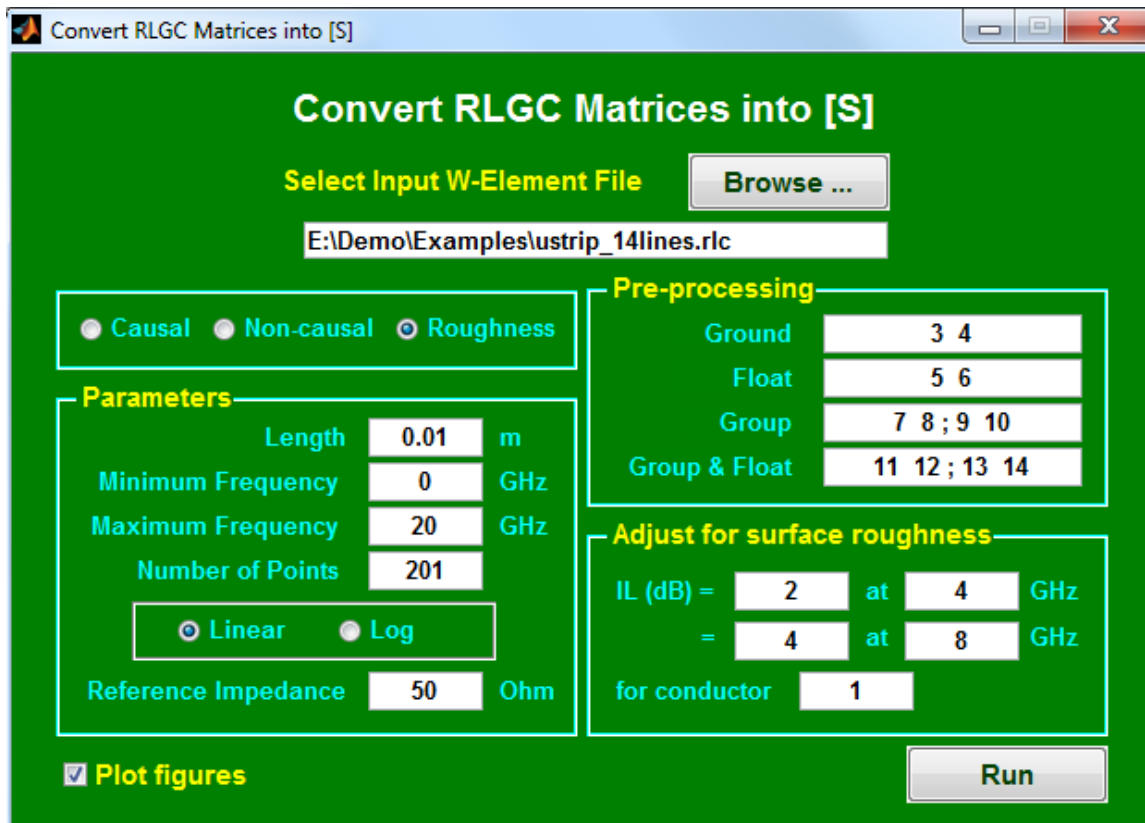 Convert RLGC Matrices into [S]
Convert RLGC Matrices into [S]
Select Input W-Element File Browse ...
E:\Demo\Examples\ustrip_14lines.rlc
Causal Non-causal Roughness
Parameters
Length 0.01 m
Minimum Frequency 0 GHz
Maximum Frequency 20 GHz
Number of Points 201
Linear Log
Reference Impedance 50 Ohm
Plot figures
Pre-processing
Ground 3 4
Float 5 6
Group 7 8 ; 9 10
Group & Float 11 12 ; 13 14
Adjust for surface roughness
IL (dB) = 2 at 4 GHz
= 4 at 8 GHz
for conductor 1
Run